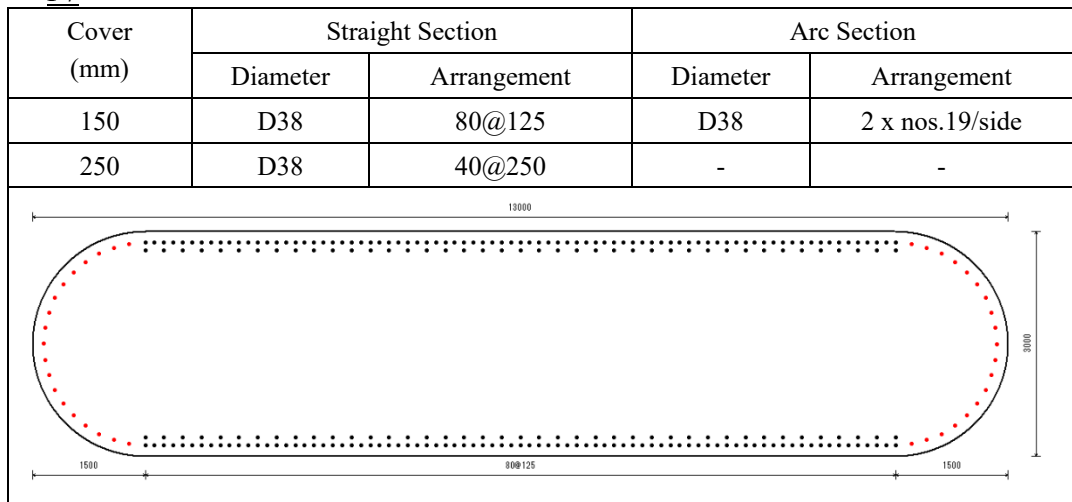 Cover (mm) Straight Section Arc Section
Diameter Arrangement Diameter Arrangement
150 D38 80@125 D38 2 x nos.19/side
250 D38 40@250 - -
13000
3000
1500 80@125 1500